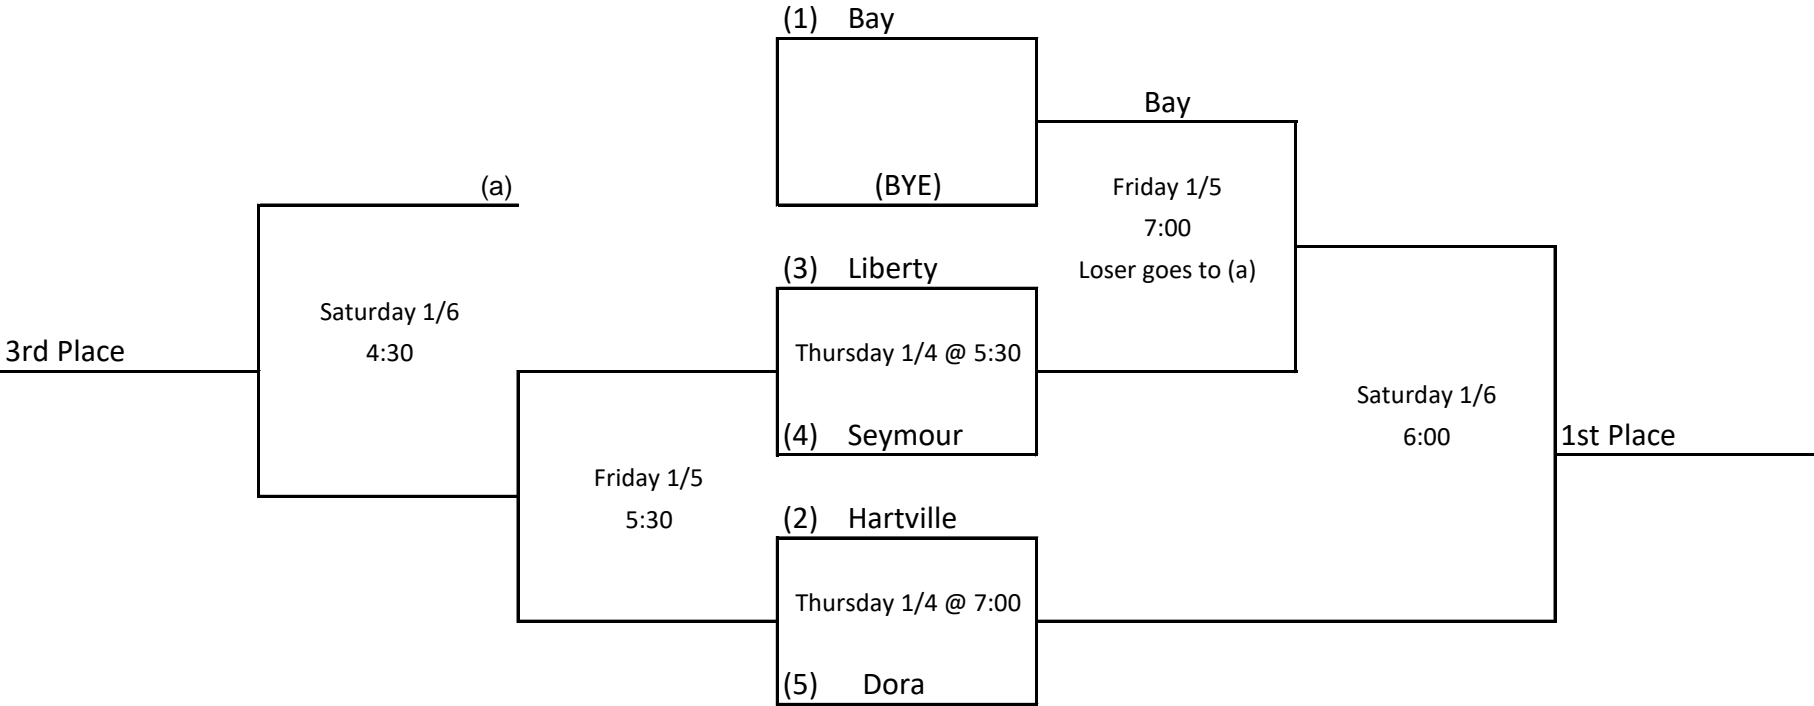 (1) Bay
Bay
(a)
(BYE)
Friday 1/5
7:00
Loser goes to (a)
(3) Liberty
Saturday 1/6
4:30
3rd Place
Thursday 1/4 @ 5:30
Saturday 1/6
6:00
(4) Seymour
1st Place
Friday 1/5
5:30
(2) Hartville
Thursday 1/4 @ 7:00
(5) Dora